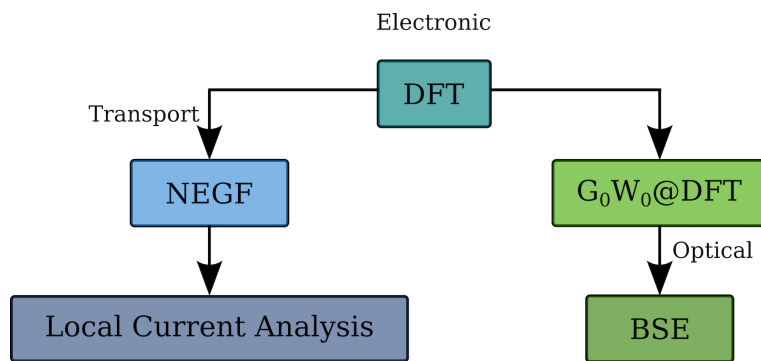 Electronic
DFT
Transport
NEGF
G₀W₀@DFT
Optical
Local Current Analysis
BSE